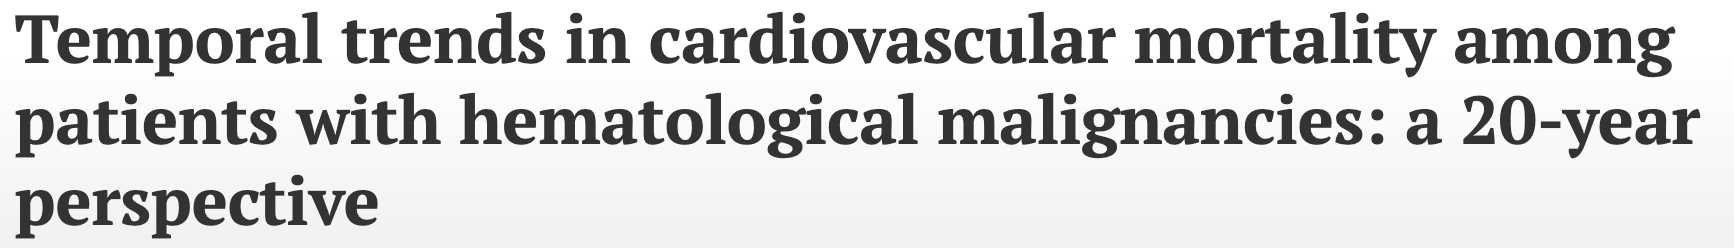 Temporal trends in cardiovascular mortality among
patients with hematological malignancies: a 20-year
perspective